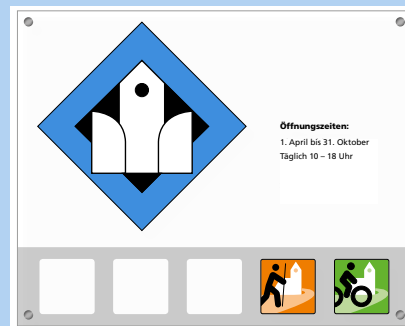 Öffnungszeiten:
1. April bis 31. Oktober
Täglich 10 – 18 Uhr